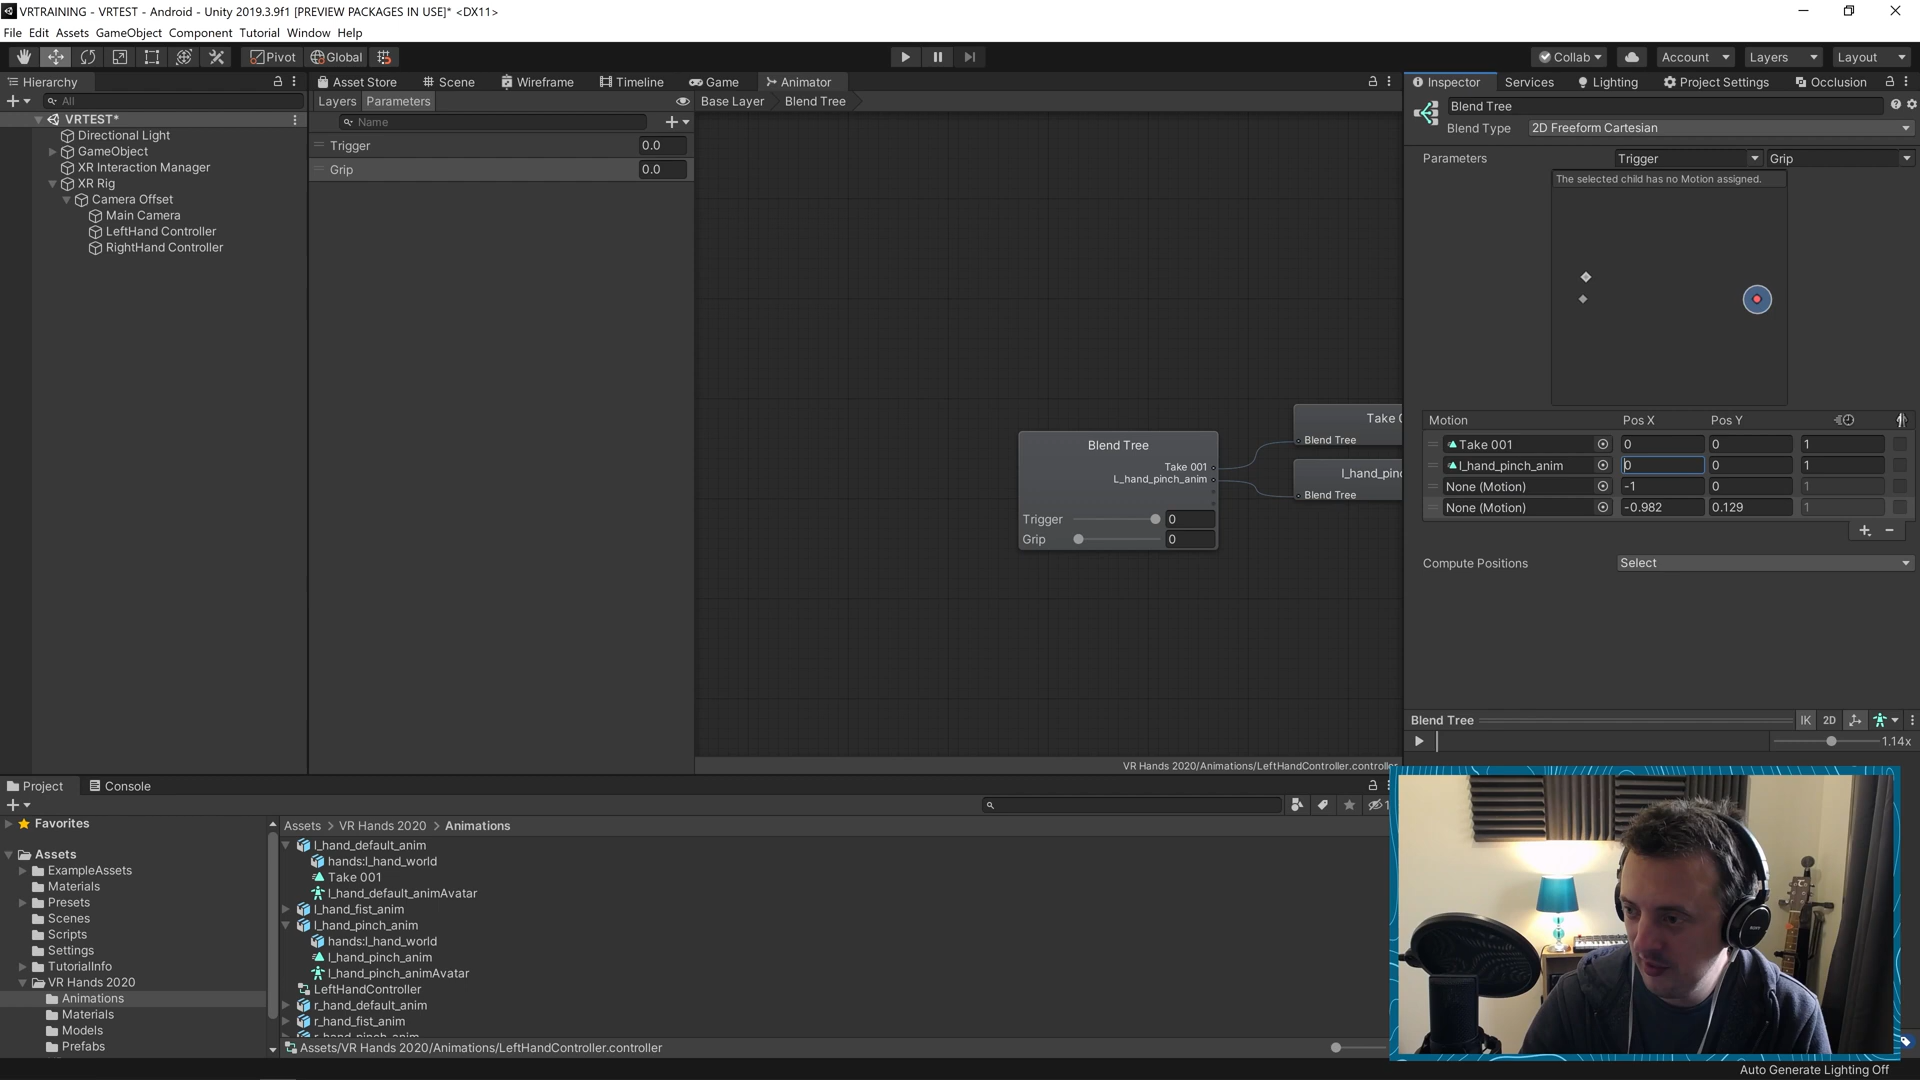 VRTRAINING - VRTEST - Android - Unity 2019.3.9f1 [PREVIEW PACKAGES IN USE]* <DX11>
File Edit Assets GameObject Component Tutorial Window Help
Pivot Global Collab Account Layers Layout
Hierarchy
All
VRTEST*
Directional Light
GameObject
XR Interaction Manager
XR Rig
Camera Offset
Main Camera
LeftHand Controller
RightHand Controller
Asset Store Scene Wireframe Timeline Game Animator
Layers Parameters
Base Layer Blend Tree
Name
Trigger 0.0
Grip 0.0
Blend Tree
Take 001
L_hand_pinch_anim
Trigger 0
Grip 0
Take 0
Blend Tree
l_hand_pinc
Blend Tree
VR Hands 2020/Animations/LeftHandController.controller
Inspector Services Lighting Project Settings Occlusion
Blend Tree
Blend Type 2D Freeform Cartesian
Parameters Trigger Grip
The selected child has no Motion assigned.
Motion Pos X Pos Y
Take 001 0 0 1
l_hand_pinch_anim 0 0 1
None (Motion) -1 0 1
None (Motion) -0.982 0.129 1
Compute Positions Select
Blend Tree IK 2D
1.14x
Project Console
Favorites
Assets
ExampleAssets
Materials
Presets
Scenes
Scripts
Settings
TutorialInfo
VR Hands 2020
Animations
Materials
Models
Prefabs
Assets > VR Hands 2020 > Animations
l_hand_default_anim
hands:l_hand_world
Take 001
l_hand_default_animAvatar
l_hand_fist_anim
l_hand_pinch_anim
hands:l_hand_world
l_hand_pinch_anim
l_hand_pinch_animAvatar
LeftHandController
r_hand_default_anim
r_hand_fist_anim
r_hand_pinch_anim
Assets/VR Hands 2020/Animations/LeftHandController.controller
Auto Generate Lighting Off